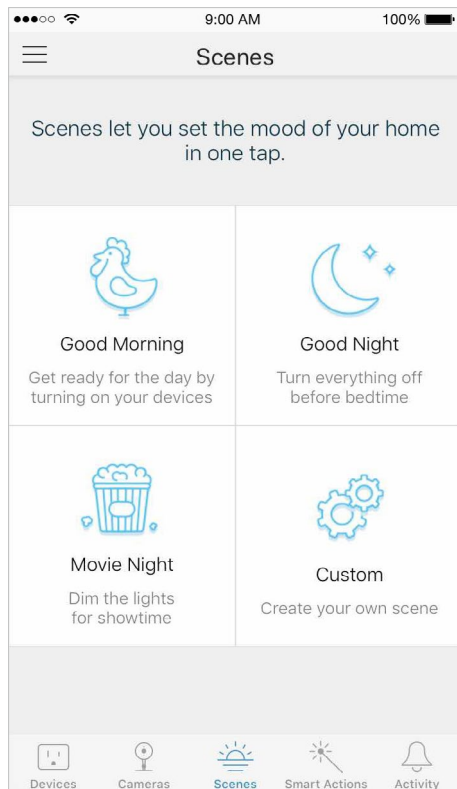 9:00 AM
100%
Scenes
Scenes let you set the mood of your home
in one tap.
Good Morning
Get ready for the day by
turning on your devices
Good Night
Turn everything off
before bedtime
Movie Night
Dim the lights
for showtime
Custom
Create your own scene
Devices
Cameras
Scenes
Smart Actions
Activity